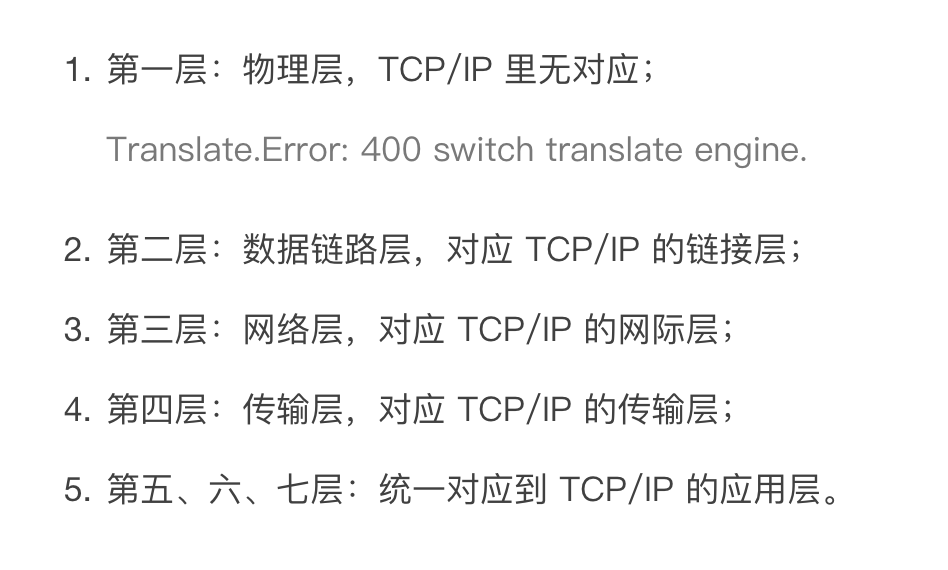 1. 第一层：物理层，TCP/IP 里无对应；
Translate.Error: 400 switch translate engine.
2. 第二层：数据链路层，对应 TCP/IP 的链接层；
3. 第三层：网络层，对应 TCP/IP 的网际层；
4. 第四层：传输层，对应 TCP/IP 的传输层；
5. 第五、六、七层：统一对应到 TCP/IP 的应用层。